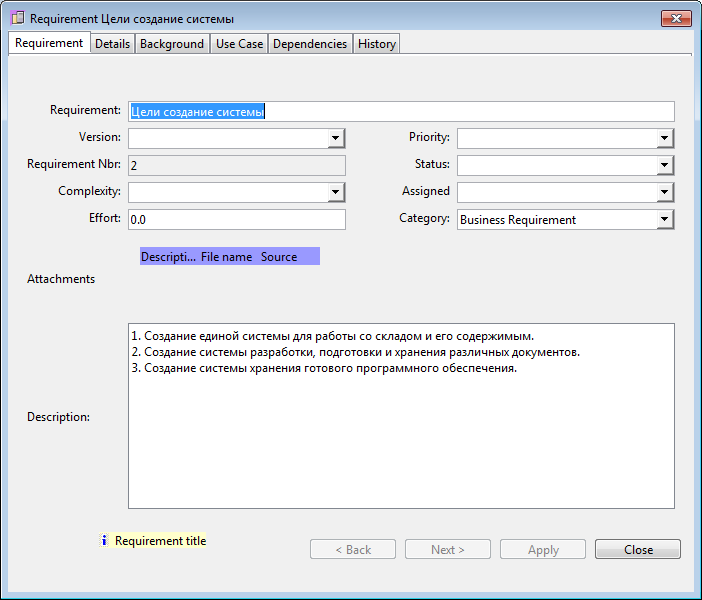 Requirement Цели создание системы
Requirement Details Background Use Case Dependencies History
Requirement: Цели создание системы
Version: Priority:
Requirement Nbr: 2 Status:
Complexity: Assigned
Effort: 0.0 Category: Business Requirement
Descripti... File name Source
Attachments
1. Создание единой системы для работы со складом и его содержимым.
2. Создание системы разработки, подготовки и хранения различных документов.
3. Создание системы хранения готового программного обеспечения.
Description:
i Requirement title
< Back Next > Apply Close